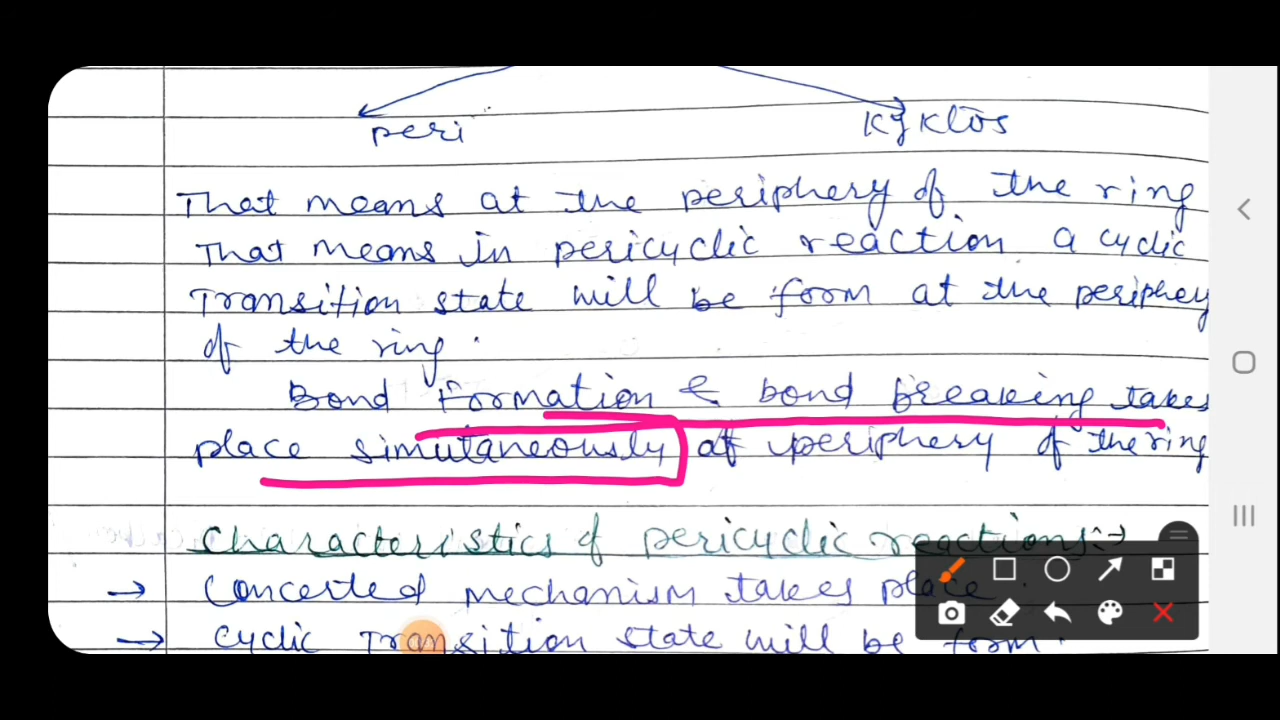 peri
Kyklos
That means at the periphery of the ring
That means in pericyclic reaction a cyclic
Transition state will be form at the periphey
of the ring.
Bond formation & bond breaking takes
place simultaneously at periphery of the ring
Characteristics of pericyclic reactions:→
→ Concerted mechanism takes place.
→ Cyclic Transition state will be form.